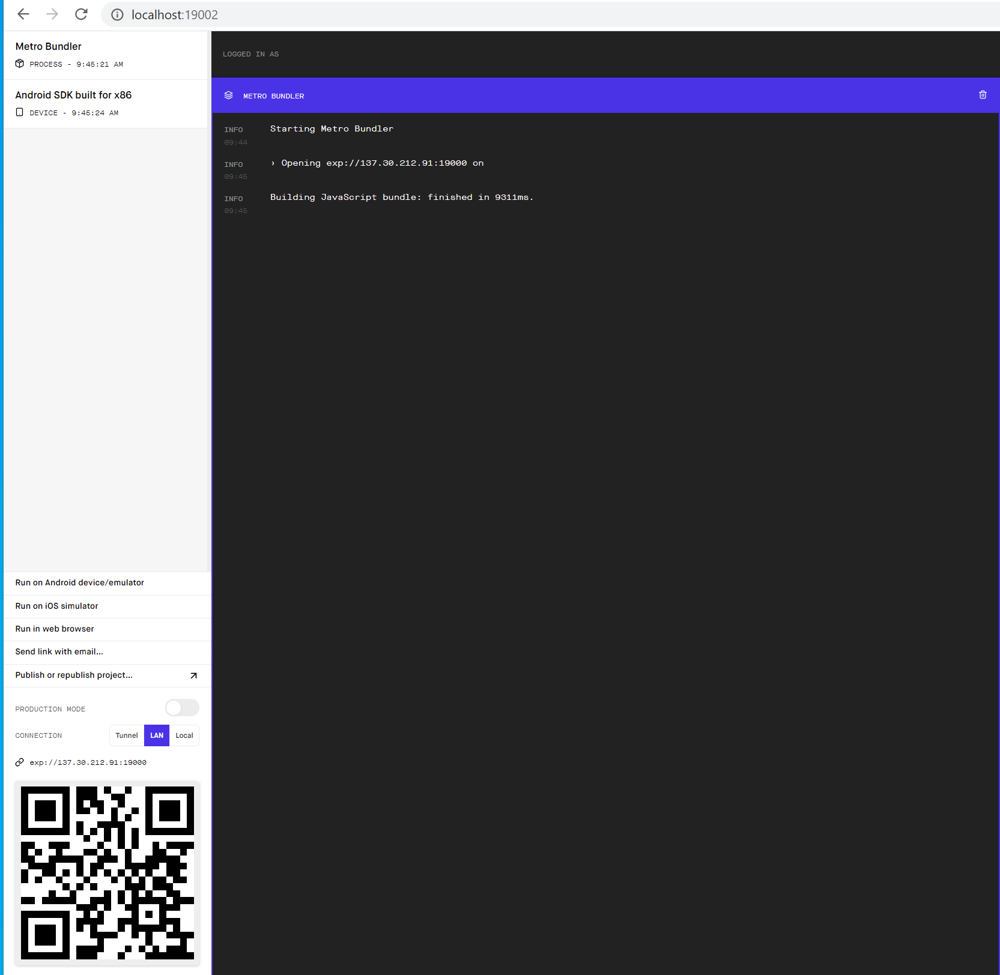 localhost:19002
Metro Bundler
PROCESS - 9:45:21 AM
Android SDK built for x86
DEVICE - 9:45:24 AM
Run on Android device/emulator
Run on iOS simulator
Run in web browser
Send link with email...
Publish or republish project...
PRODUCTION MODE
CONNECTION Tunnel LAN Local
exp://137.30.212.91:19000
LOGGED IN AS
METRO BUNDLER
INFO Starting Metro Bundler
09:44
INFO › Opening exp://137.30.212.91:19000 on
09:45
INFO Building JavaScript bundle: finished in 9311ms.
09:45